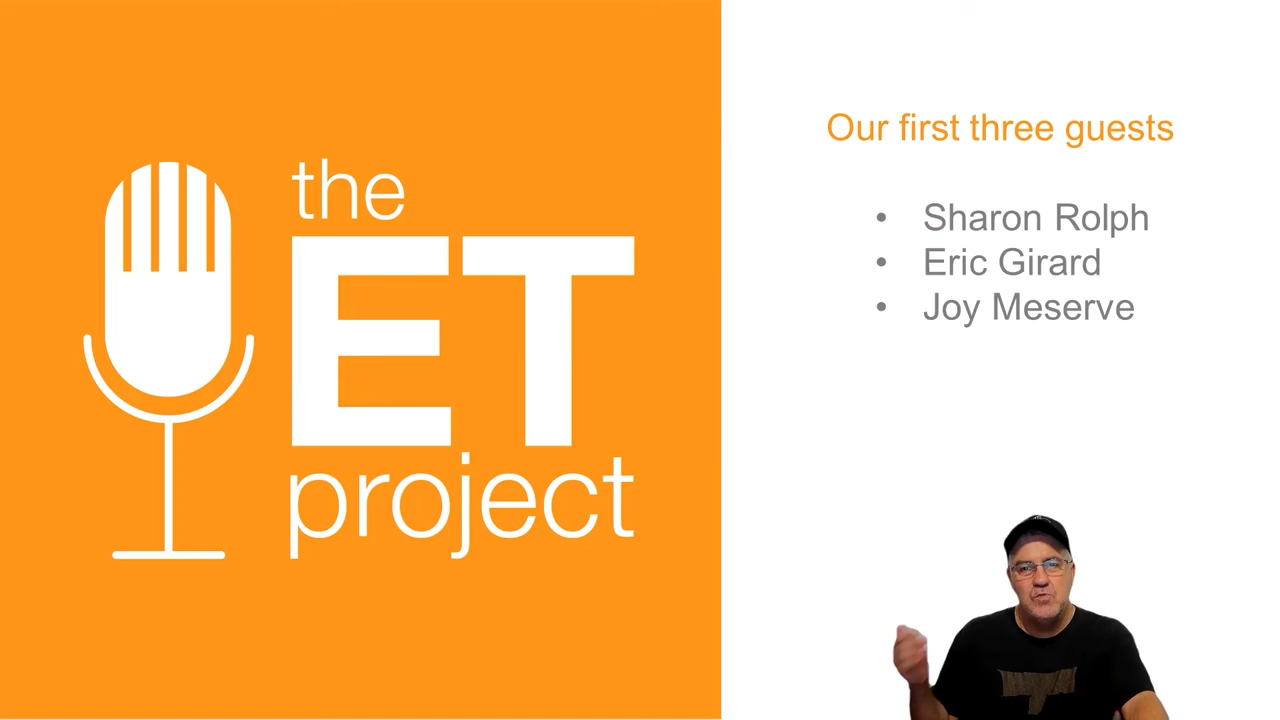 the
ET
project
Our first three guests
• Sharon Rolph
• Eric Girard
• Joy Meserve